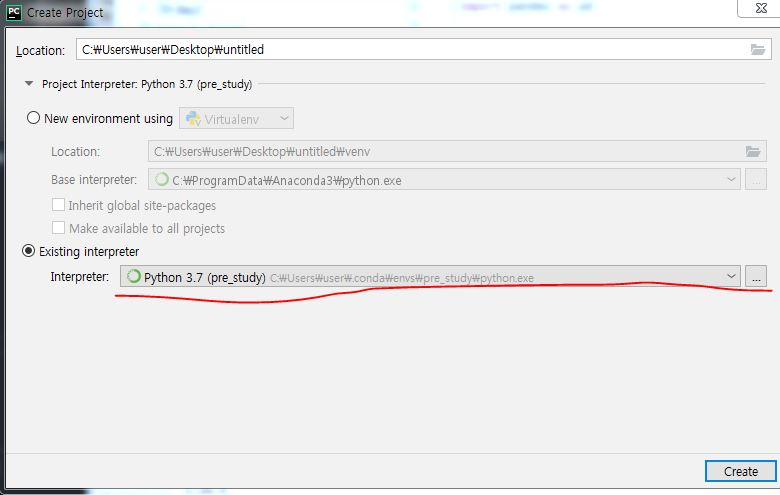 PC Create Project
Location: C:₩Users₩user₩Desktop₩untitled
Project Interpreter: Python 3.7 (pre_study)
New environment using Virtualenv
Location: C:₩Users₩user₩Desktop₩untitled₩venv
Base interpreter: C:₩ProgramData₩Anaconda3₩python.exe ...
Inherit global site-packages
Make available to all projects
Existing interpreter
Interpreter: Python 3.7 (pre_study) C:₩Users₩user₩.conda₩envs₩pre_study₩python.exe ...
Create